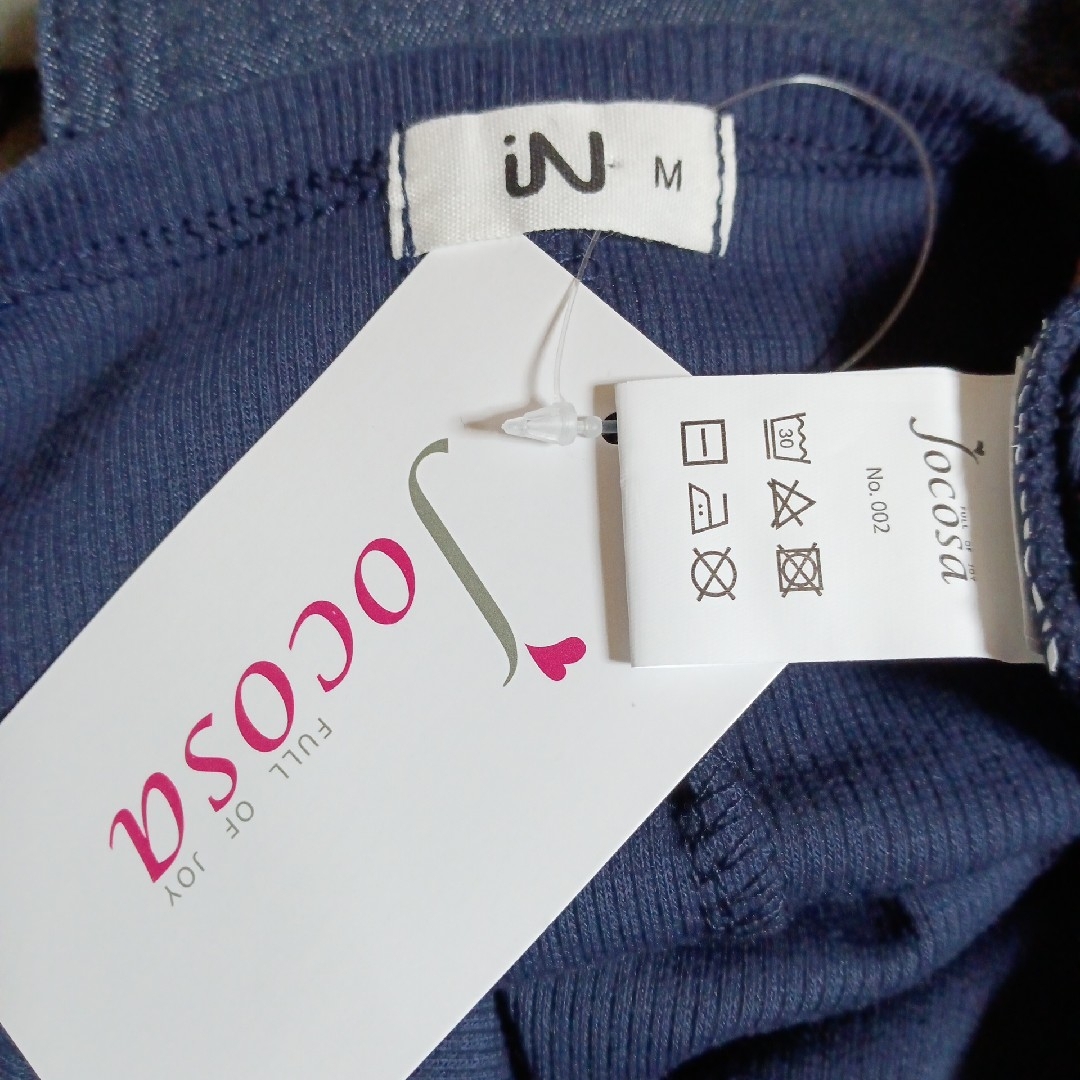 iN M
Jocosa
FULL OF JOY
Jocosa
FULL OF JOY
No.002
30